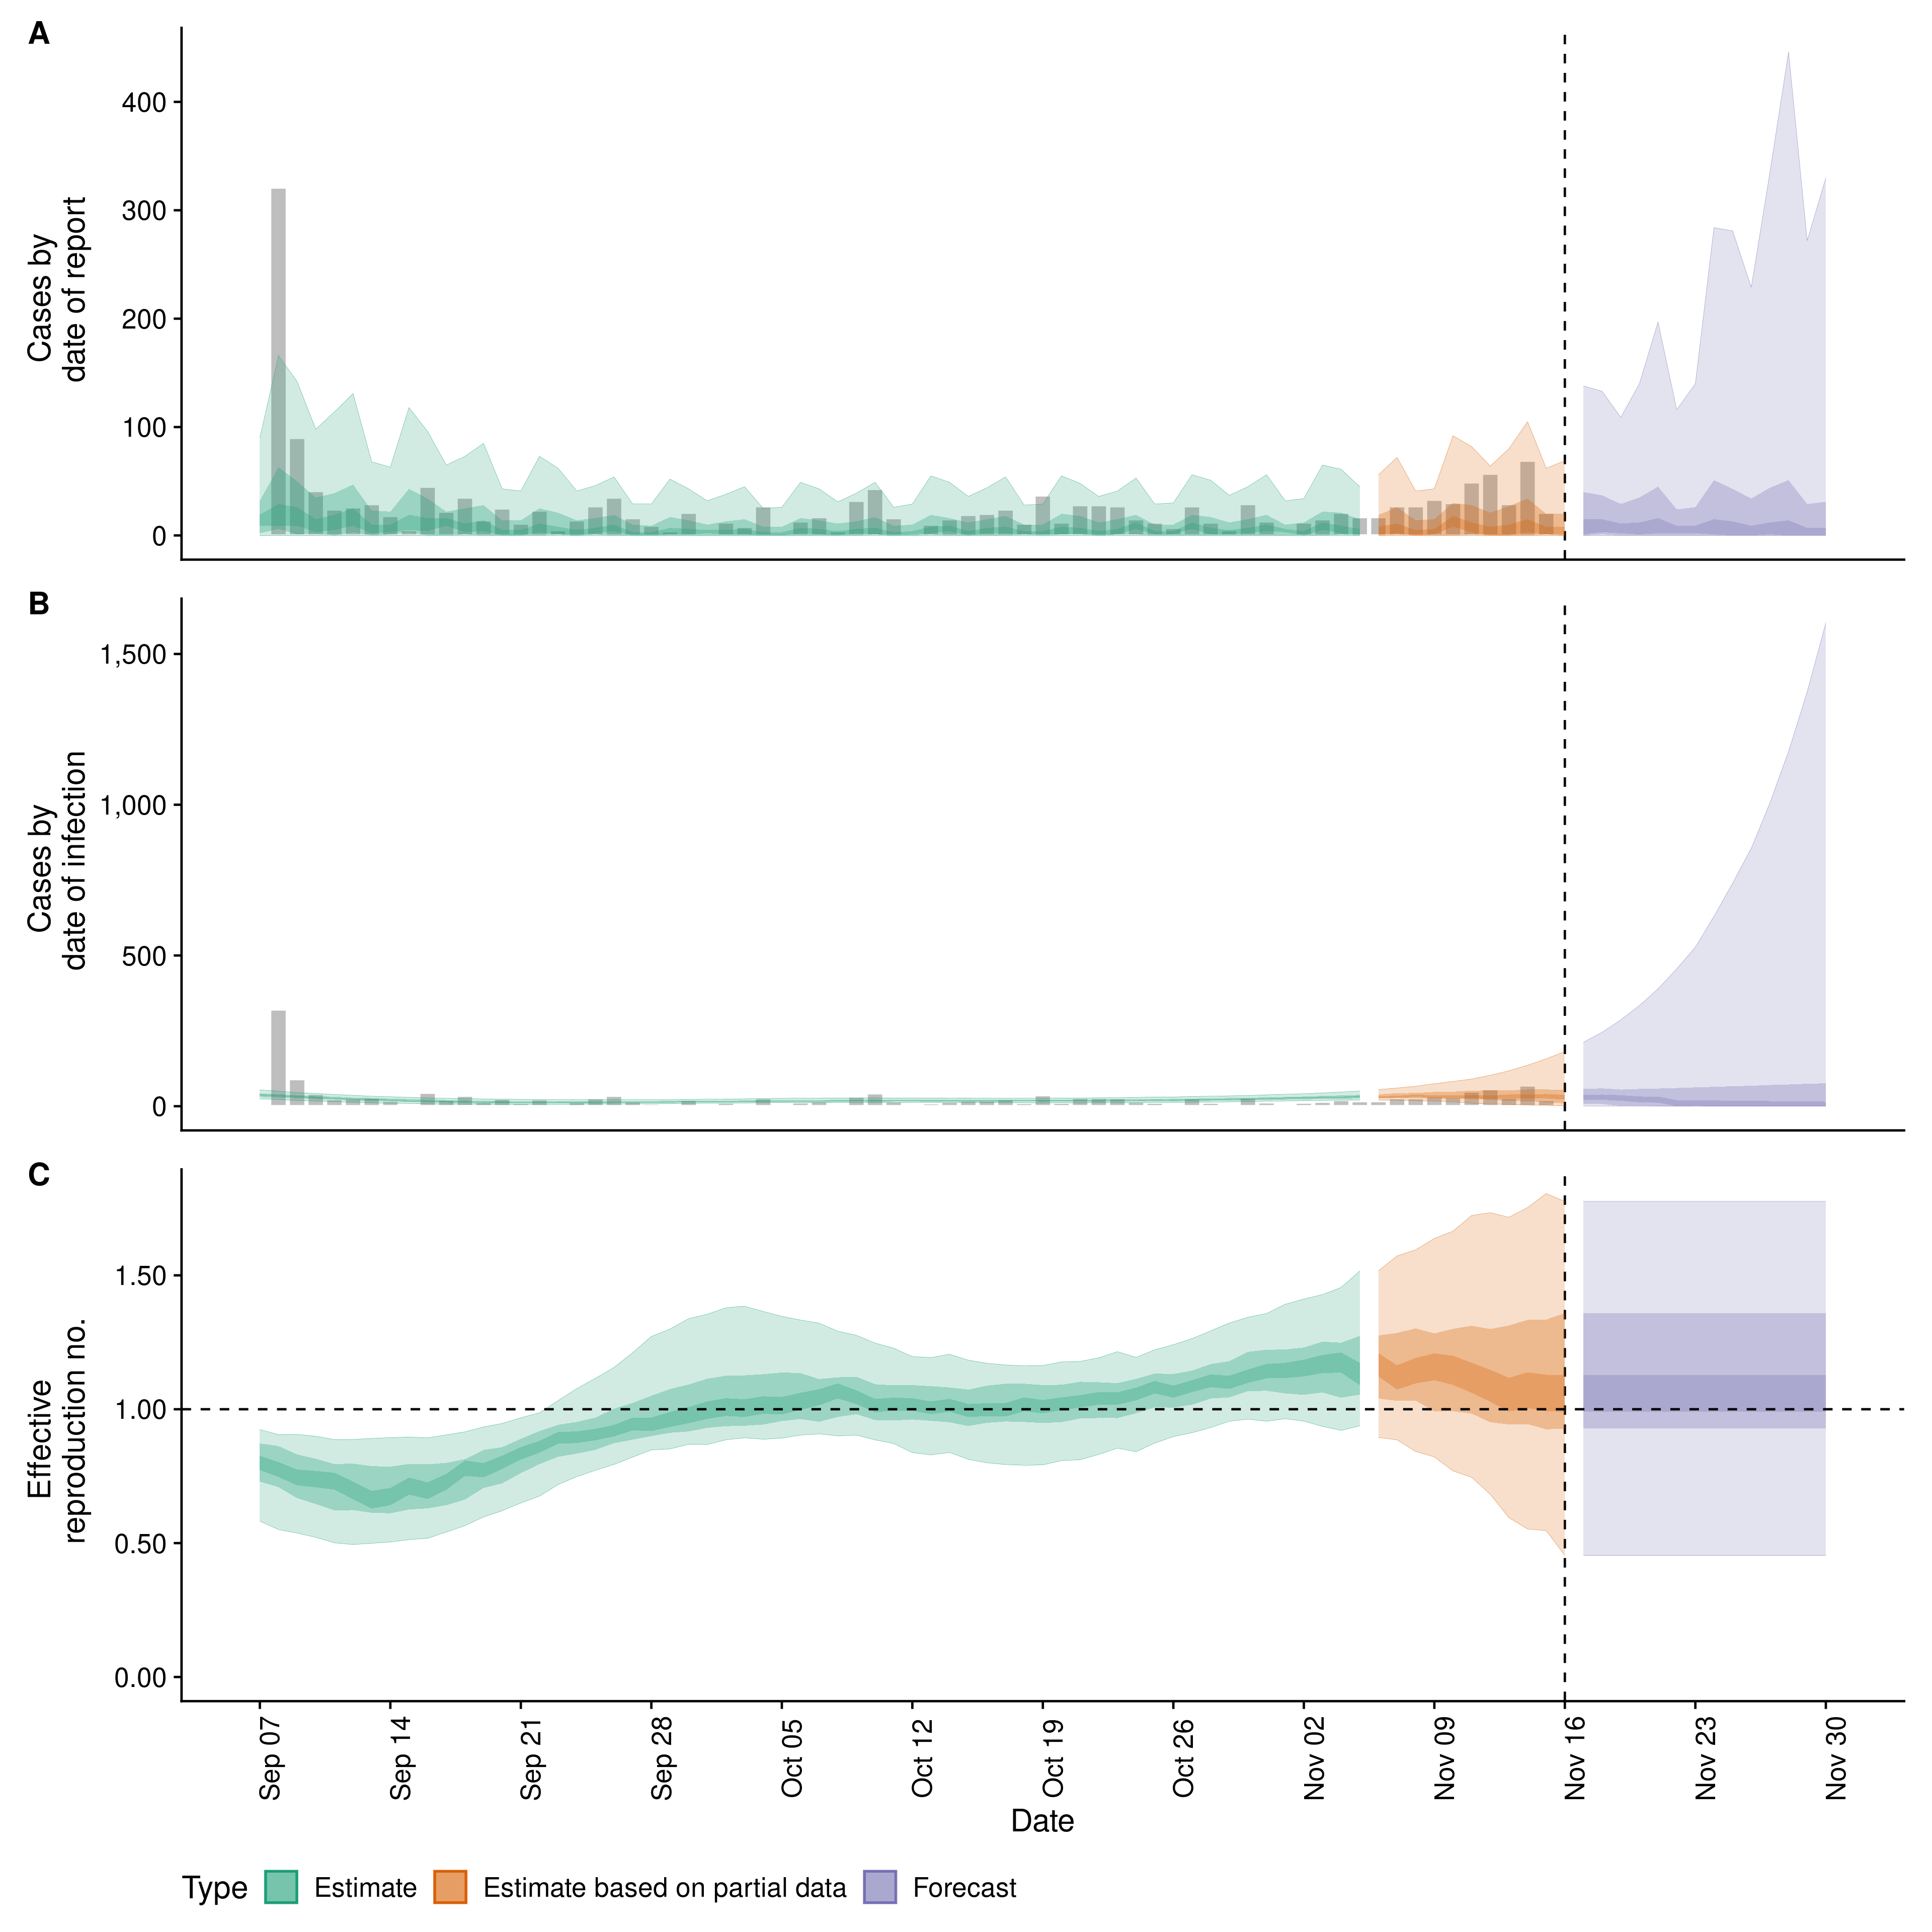 A
Cases by
date of report
400
300
200
100
0
B
Cases by
date of infection
1,500
1,000
500
0
C
Effective
reproduction no.
1.50
1.00
0.50
0.00
Sep 07
Sep 14
Sep 21
Sep 28
Oct 05
Oct 12
Oct 19
Oct 26
Nov 02
Nov 09
Nov 16
Nov 23
Nov 30
Date
Type Estimate Estimate based on partial data Forecast